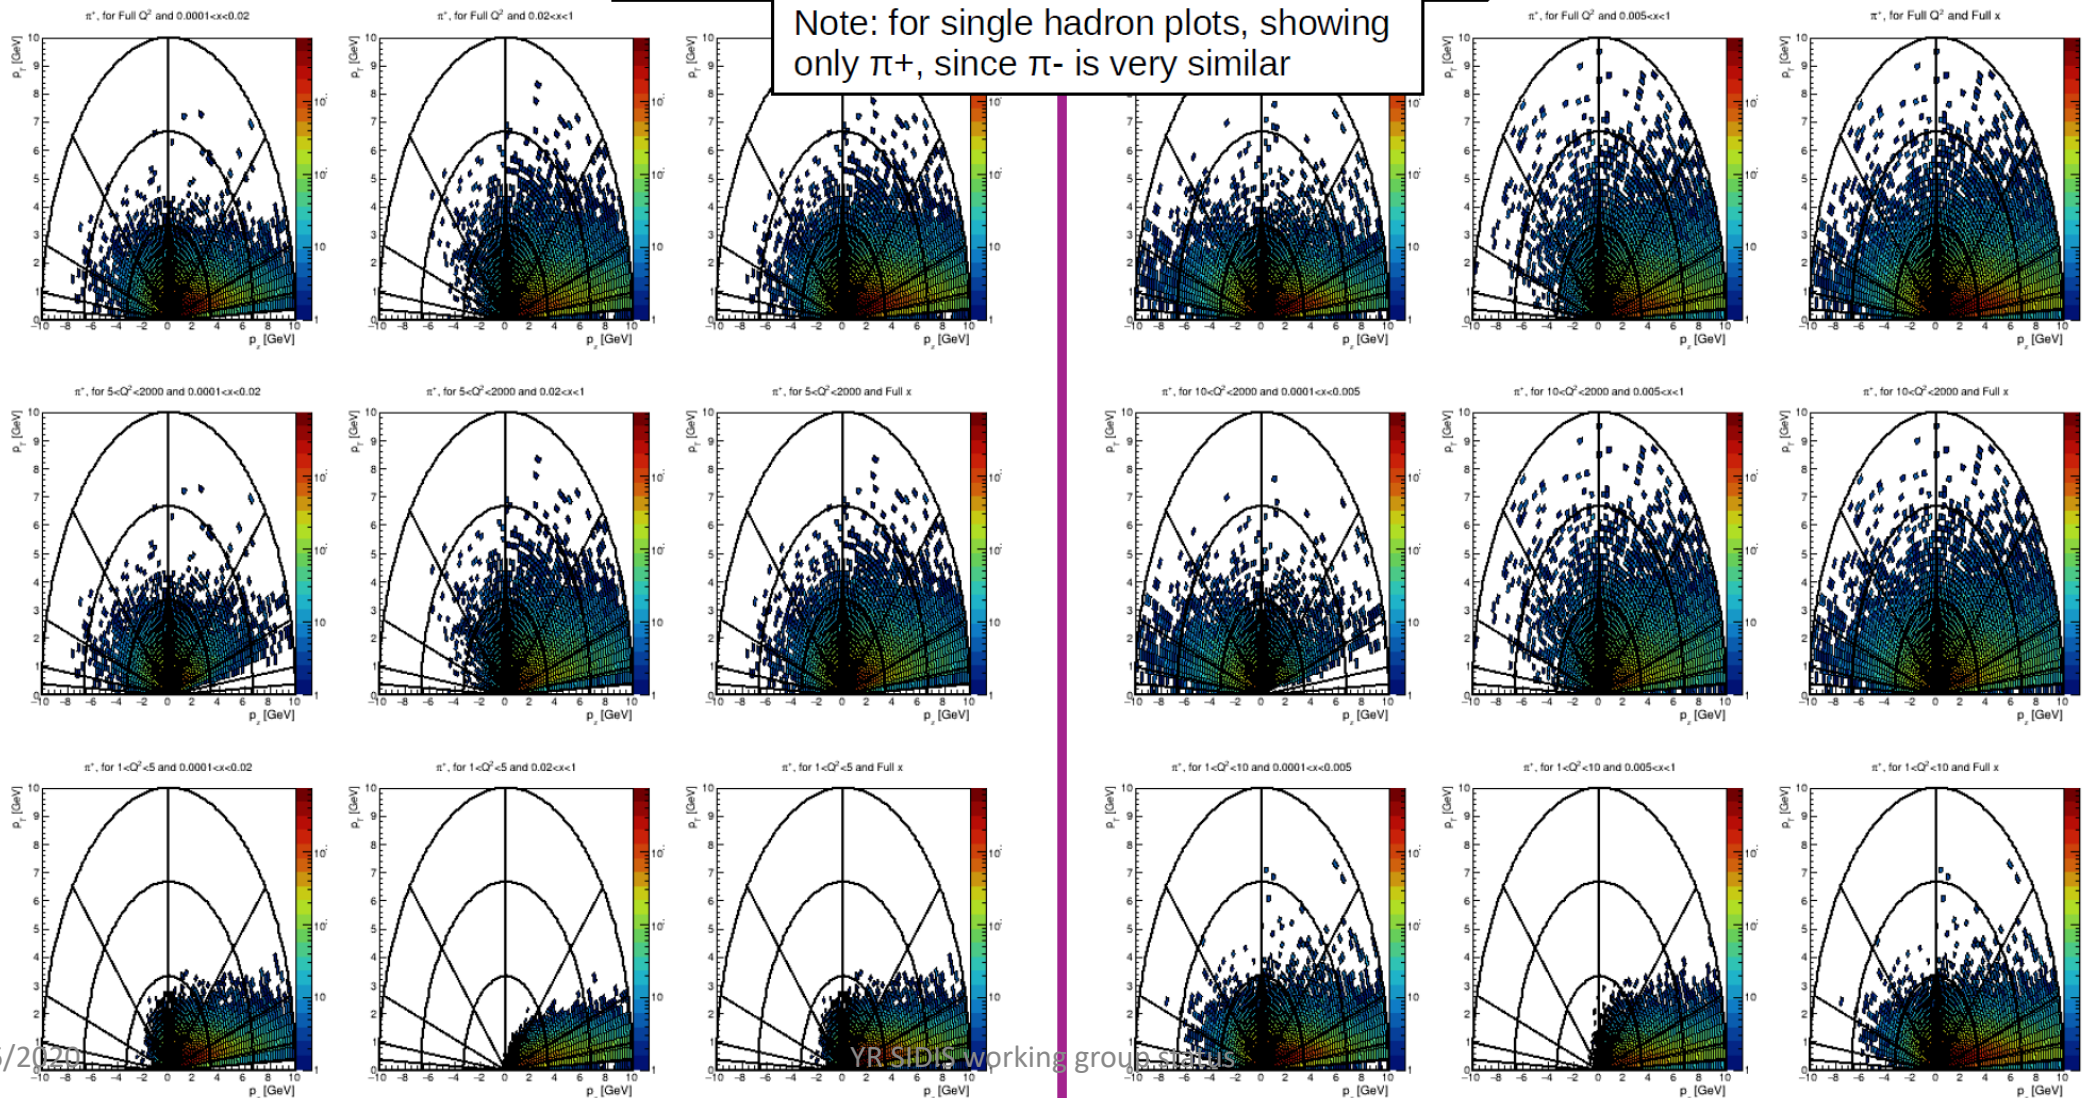 π⁺, for Full Q² and 0.0001<x<0.02
π⁺, for Full Q² and 0.02<x<1
Note: for single hadron plots, showing
only π+, since π- is very similar
π⁺, for Full Q² and 0.005<x<1
π⁺, for Full Q² and Full x
p_T [GeV]
p_z [GeV]
π⁺, for 5<Q²<2000 and 0.0001<x<0.02
π⁺, for 5<Q²<2000 and 0.02<x<1
π⁺, for 5<Q²<2000 and Full x
π⁺, for 10<Q²<2000 and 0.0001<x<0.005
π⁺, for 10<Q²<2000 and 0.005<x<1
π⁺, for 10<Q²<2000 and Full x
p_T [GeV]
p_z [GeV]
π⁺, for 1<Q²<5 and 0.0001<x<0.02
π⁺, for 1<Q²<5 and 0.02<x<1
π⁺, for 1<Q²<5 and Full x
π⁺, for 1<Q²<10 and 0.0001<x<0.005
π⁺, for 1<Q²<10 and 0.005<x<1
π⁺, for 1<Q²<10 and Full x
p_T [GeV]
/2020
YR SIDIS working group status